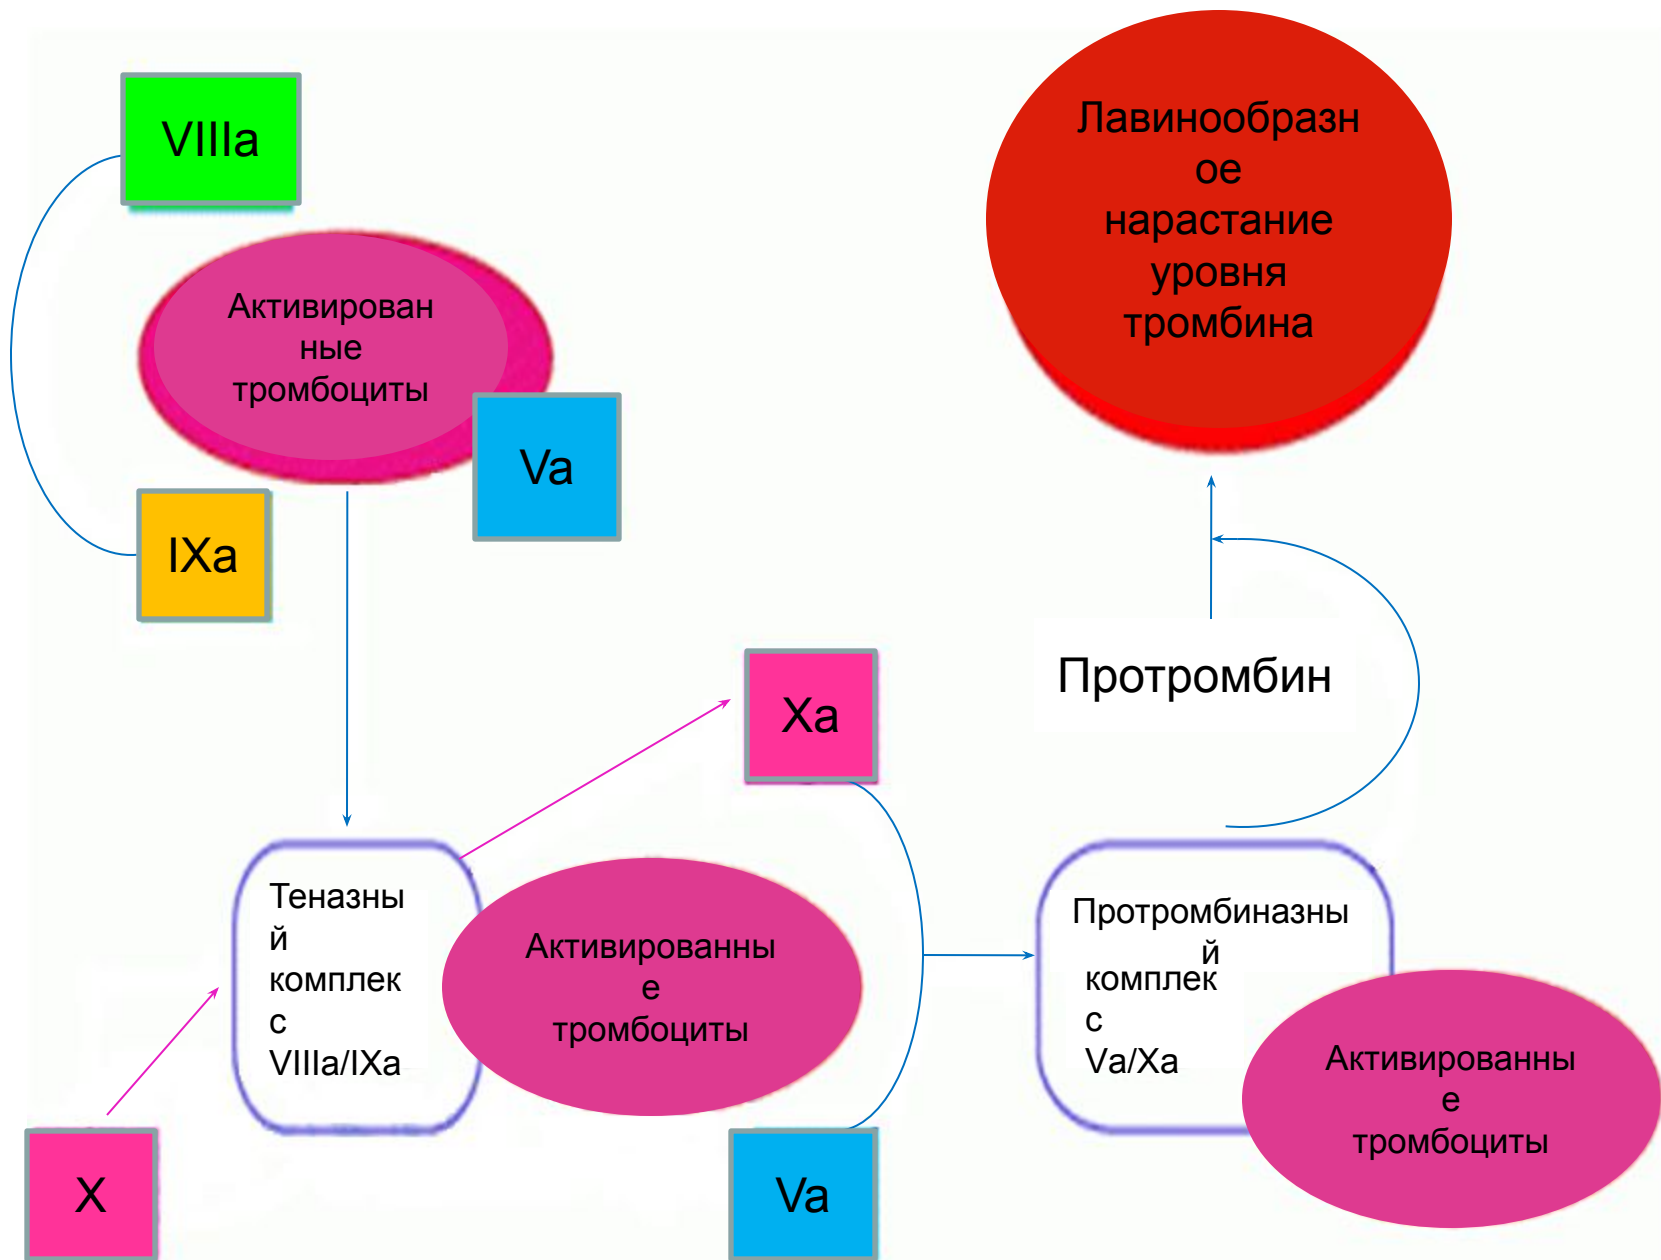 VIIIa
Активирован
ные
тромбоциты
Va
IXa
Лавинообразн
ое
нарастание
уровня
тромбина
Протромбин
Xa
Теназны
й
комплек
с
VIIIa/IXa
Активированны
е
тромбоциты
Протромбиназны
й
комплек
с
Va/Xa
Активированны
е
тромбоциты
X
Va